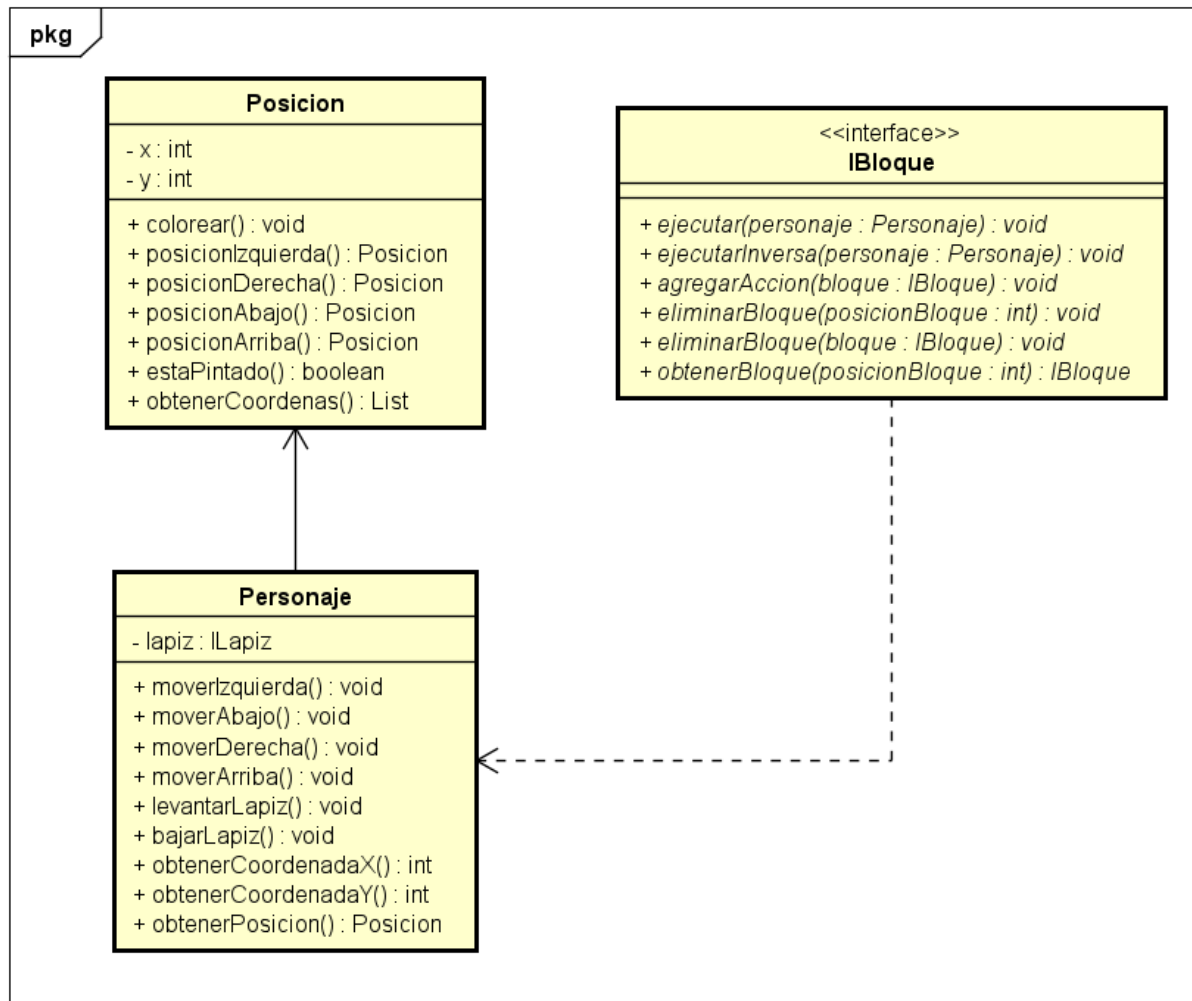 pkg
Posicion
- x : int
- y : int
+ colorear() : void
+ posicionIzquierda() : Posicion
+ posicionDerecha() : Posicion
+ posicionAbajo() : Posicion
+ posicionArriba() : Posicion
+ estaPintado() : boolean
+ obtenerCoordenas() : List
<<interface>>
IBloque
+ ejecutar(personaje : Personaje) : void
+ ejecutarInversa(personaje : Personaje) : void
+ agregarAccion(bloque : IBloque) : void
+ eliminarBloque(posicionBloque : int) : void
+ eliminarBloque(bloque : IBloque) : void
+ obtenerBloque(posicionBloque : int) : IBloque
Personaje
- lapiz : ILapiz
+ moverIzquierda() : void
+ moverAbajo() : void
+ moverDerecha() : void
+ moverArriba() : void
+ levantarLapiz() : void
+ bajarLapiz() : void
+ obtenerCoordenadaX() : int
+ obtenerCoordenadaY() : int
+ obtenerPosicion() : Posicion